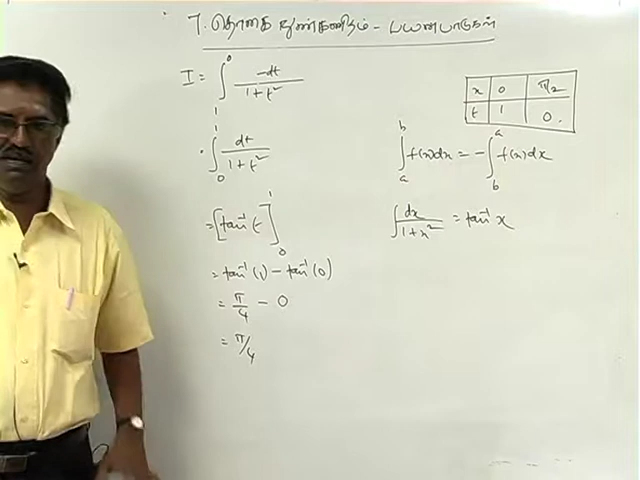 7. தொகை நுண்கணிதம் - பயன்பாடுகள்
I = ∫₁⁰ -dt / 1+t²
x 0 π/2
t 1 0.
∫₀¹ dt / 1+t²
∫ₐᵇ f(x)dx = -∫_bᵃ f(x)dx
= [tan⁻¹(t)]₀¹
∫ dx / 1+x² = tan⁻¹ x
= tan⁻¹(1) - tan⁻¹(0)
= π/4 - 0
= π/4